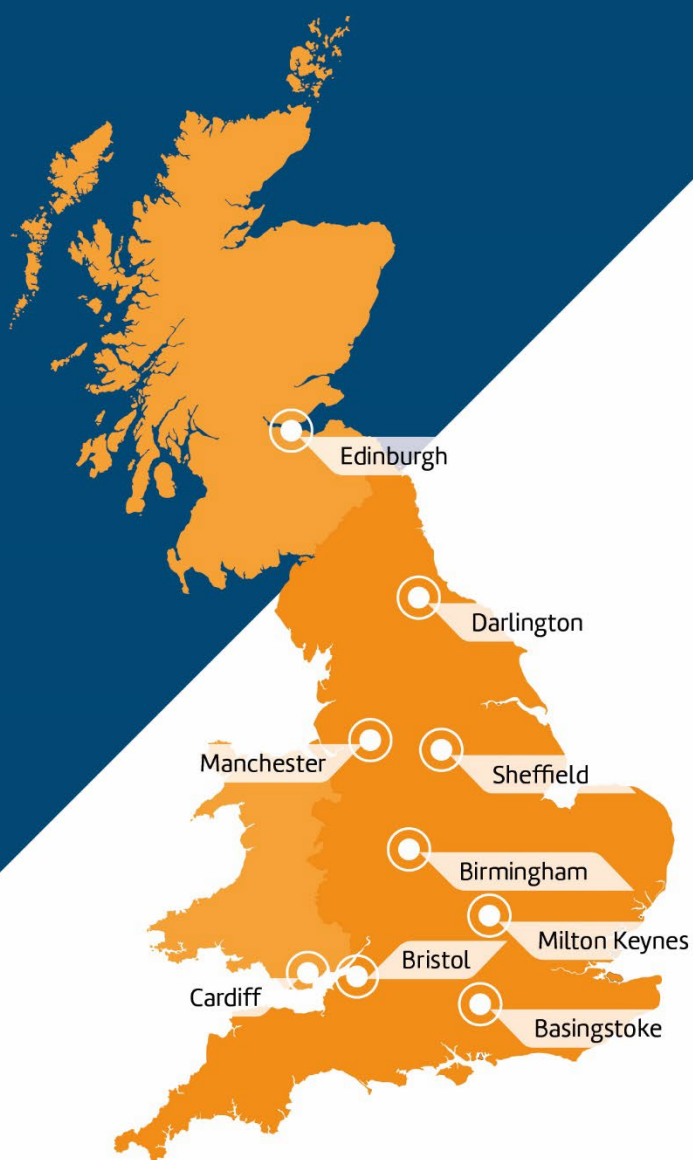 Edinburgh
Darlington
Manchester
Sheffield
Birmingham
Milton Keynes
Bristol
Cardiff
Basingstoke